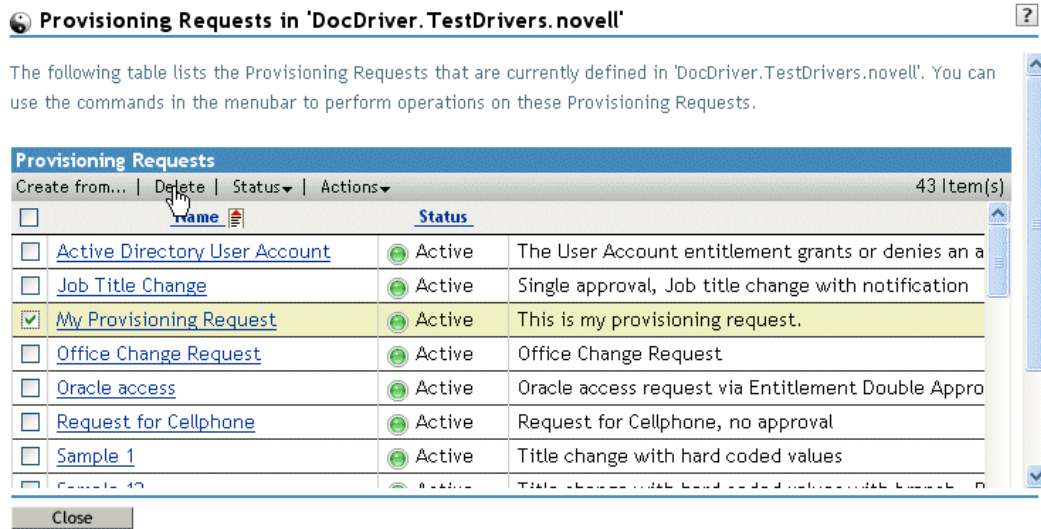 Provisioning Requests in 'DocDriver.TestDrivers.novell'
?
The following table lists the Provisioning Requests that are currently defined in 'DocDriver.TestDrivers.novell'. You can
use the commands in the menubar to perform operations on these Provisioning Requests.
Provisioning Requests
Create from... | Delete | Status | Actions 43 Item(s)
Name Status
Active Directory User Account Active The User Account entitlement grants or denies an a
Job Title Change Active Single approval, Job title change with notification
My Provisioning Request Active This is my provisioning request.
Office Change Request Active Office Change Request
Oracle access Active Oracle access request via Entitlement Double Appro
Request for Cellphone Active Request for Cellphone, no approval
Sample 1 Active Title change with hard coded values
Close